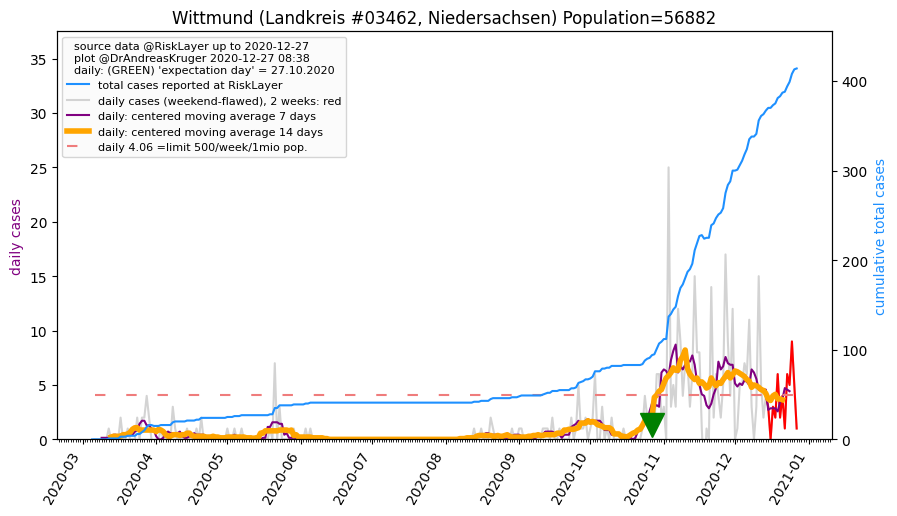 Wittmund (Landkreis #03462, Niedersachsen) Population=56882
source data @RiskLayer up to 2020-12-27
plot @DrAndreasKruger 2020-12-27 08:38
daily: (GREEN) 'expectation day' = 27.10.2020
total cases reported at RiskLayer
daily cases (weekend-flawed), 2 weeks: red
daily: centered moving average 7 days
daily: centered moving average 14 days
daily 4.06 =limit 500/week/1mio pop.
daily cases
35
30
25
20
15
10
5
0
cumulative total cases
400
300
200
100
0
2020-03
2020-04
2020-05
2020-06
2020-07
2020-08
2020-09
2020-10
2020-11
2020-12
2021-01